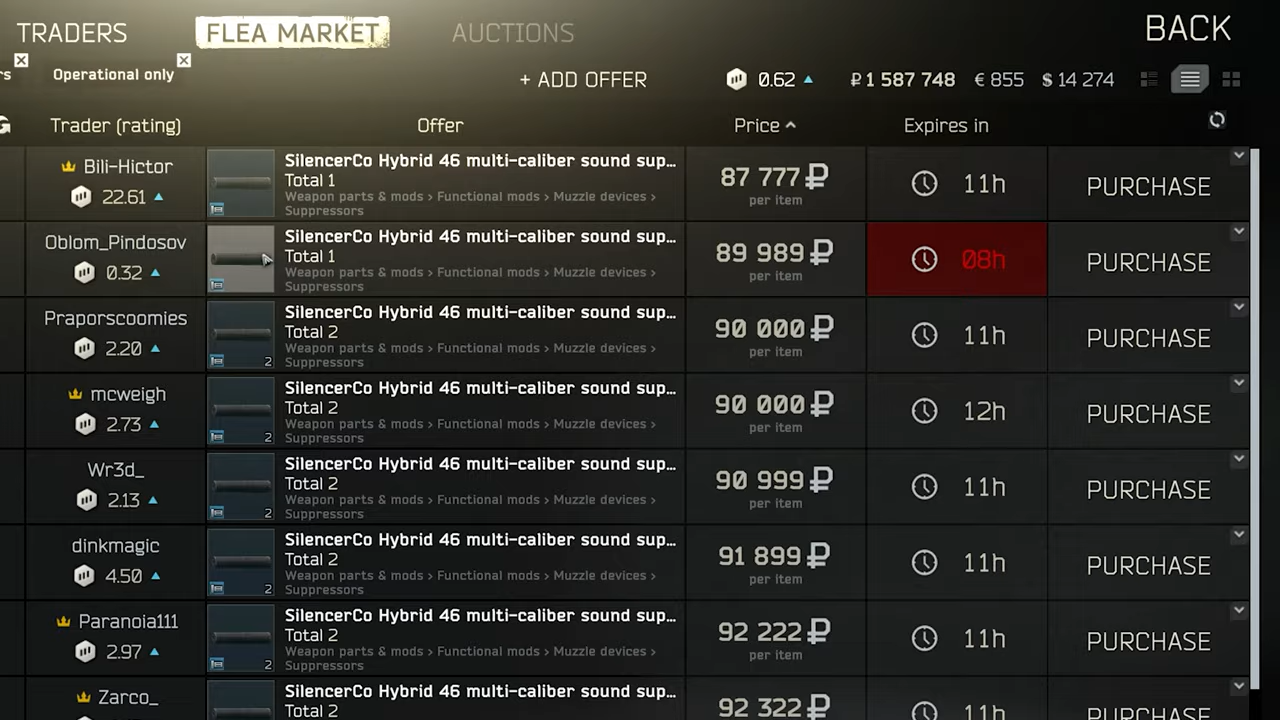 TRADERS FLEA MARKET AUCTIONS BACK
rs Operational only + ADD OFFER 0.62 ₽ 1 587 748 € 855 $ 14 274
Trader (rating) Offer Price Expires in
Bili-Hictor
22.61
SilencerCo Hybrid 46 multi-caliber sound sup...
Total 1
Weapon parts & mods > Functional mods > Muzzle devices >
Suppressors
87 777 ₽
per item
11h
PURCHASE
Oblom_Pindosov
0.32
SilencerCo Hybrid 46 multi-caliber sound sup...
Total 1
Weapon parts & mods > Functional mods > Muzzle devices >
Suppressors
89 989 ₽
per item
08h
PURCHASE
Praporscoomies
2.20
2
SilencerCo Hybrid 46 multi-caliber sound sup...
Total 2
Weapon parts & mods > Functional mods > Muzzle devices >
Suppressors
90 000 ₽
per item
11h
PURCHASE
mcweigh
2.73
2
SilencerCo Hybrid 46 multi-caliber sound sup...
Total 2
Weapon parts & mods > Functional mods > Muzzle devices >
Suppressors
90 000 ₽
per item
12h
PURCHASE
Wr3d_
2.13
2
SilencerCo Hybrid 46 multi-caliber sound sup...
Total 2
Weapon parts & mods > Functional mods > Muzzle devices >
Suppressors
90 999 ₽
per item
11h
PURCHASE
dinkmagic
4.50
2
SilencerCo Hybrid 46 multi-caliber sound sup...
Total 2
Weapon parts & mods > Functional mods > Muzzle devices >
Suppressors
91 899 ₽
per item
11h
PURCHASE
Paranoia111
2.97
2
SilencerCo Hybrid 46 multi-caliber sound sup...
Total 2
Weapon parts & mods > Functional mods > Muzzle devices >
Suppressors
92 222 ₽
per item
11h
PURCHASE
Zarco_
SilencerCo Hybrid 46 multi-caliber sound sup...
Total 2
92 322 ₽
11h
PURCHASE